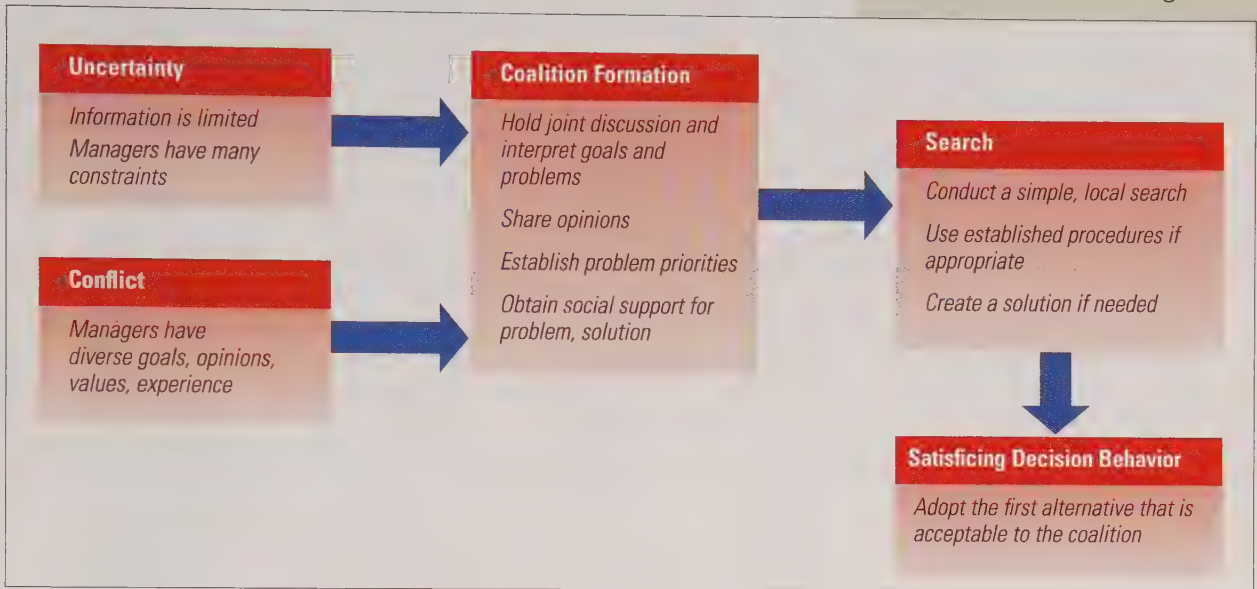 Uncertainty
Information is limited
Managers have many
constraints
Conflict
Managers have
diverse goals, opinions,
values, experience
Coalition Formation
Hold joint discussion and
interpret goals and
problems
Share opinions
Establish problem priorities
Obtain social support for
problem, solution
Search
Conduct a simple, local search
Use established procedures if
appropriate
Create a solution if needed
Satisficing Decision Behavior
Adopt the first alternative that is
acceptable to the coalition